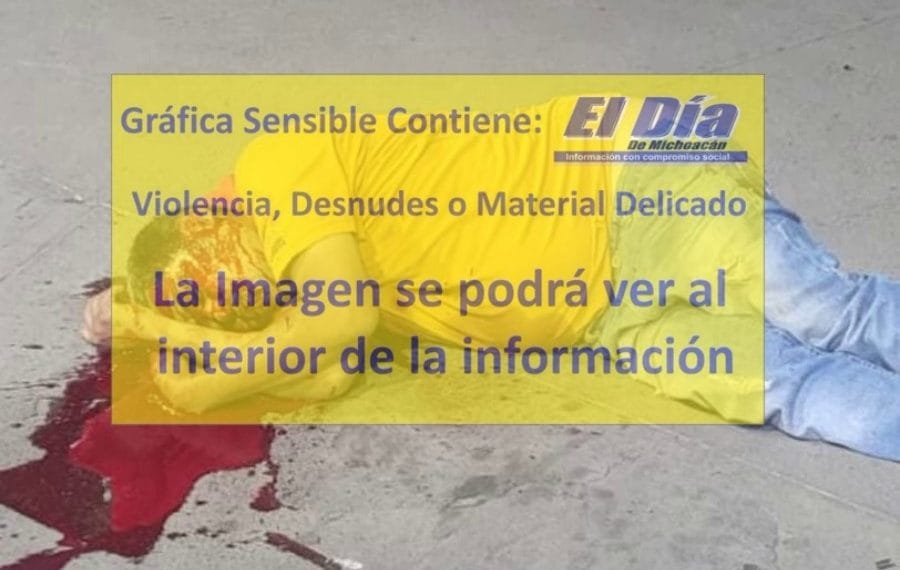 Gráfica Sensible Contiene:
El Día
De Michoacán
Información con compromiso social
Violencia, Desnudes o Material Delicado
La Imagen se podrá ver al
interior de la información